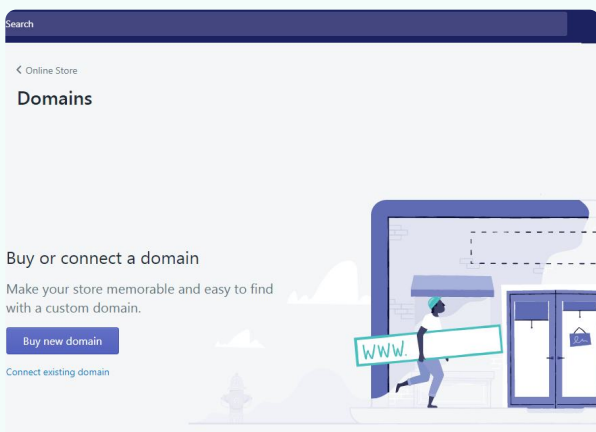 Search
Online Store
Domains
Buy or connect a domain
Make your store memorable and easy to find
with a custom domain.
Buy new domain
Connect existing domain
WWW.